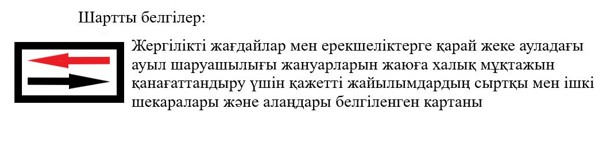 Шартты белгілер:
Жергілікті жағдайлар мен ерекшеліктерге қарай жеке ауладағы
ауыл шаруашылығы жануарларын жаюға халық мұқтажын
қанағаттандыру үшін қажетті жайылымдардың сыртқы мен ішкі
шекаралары және алаңдары белгіленген картаны